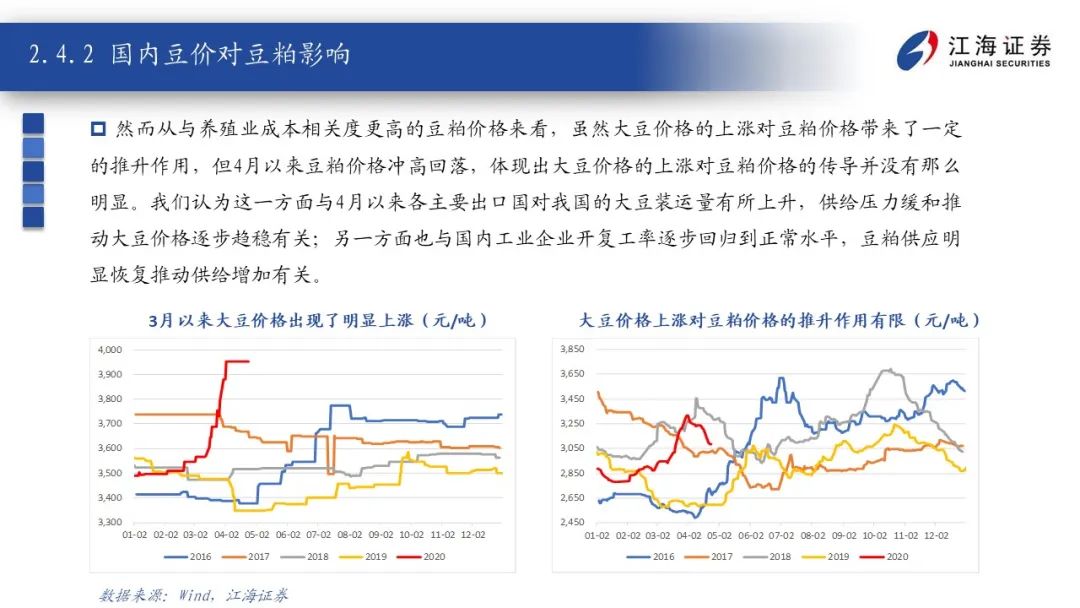 2.4.2 国内豆价对豆粕影响
江海证券
JIANGHAI SECURITIES
然而从与养殖业成本相关度更高的豆粕价格来看，虽然大豆价格的上涨对豆粕价格带来了一定
的推升作用，但4月以来豆粕价格冲高回落，体现出大豆价格的上涨对豆粕价格的传导并没有那么
明显。我们认为这一方面与4月以来各主要出口国对我国的大豆装运量有所上升，供给压力缓和推
动大豆价格逐步趋稳有关；另一方面也与国内工业企业开复工率逐步回归到正常水平，豆粕供应明
显恢复推动供给增加有关。
3月以来大豆价格出现了明显上涨（元/吨）
4,000
3,900
3,800
3,700
3,600
3,500
3,400
3,300
01-02 02-02 03-02 04-02 05-02 06-02 07-02 08-02 09-02 10-02 11-02 12-02
2016 2017 2018 2019 2020
大豆价格上涨对豆粕价格的推升作用有限（元/吨）
3,850
3,650
3,450
3,250
3,050
2,850
2,650
2,450
01-02 02-02 03-02 04-02 05-02 06-02 07-02 08-02 09-02 10-02 11-02 12-02
2016 2017 2018 2019 2020
数据来源：Wind，江海证券